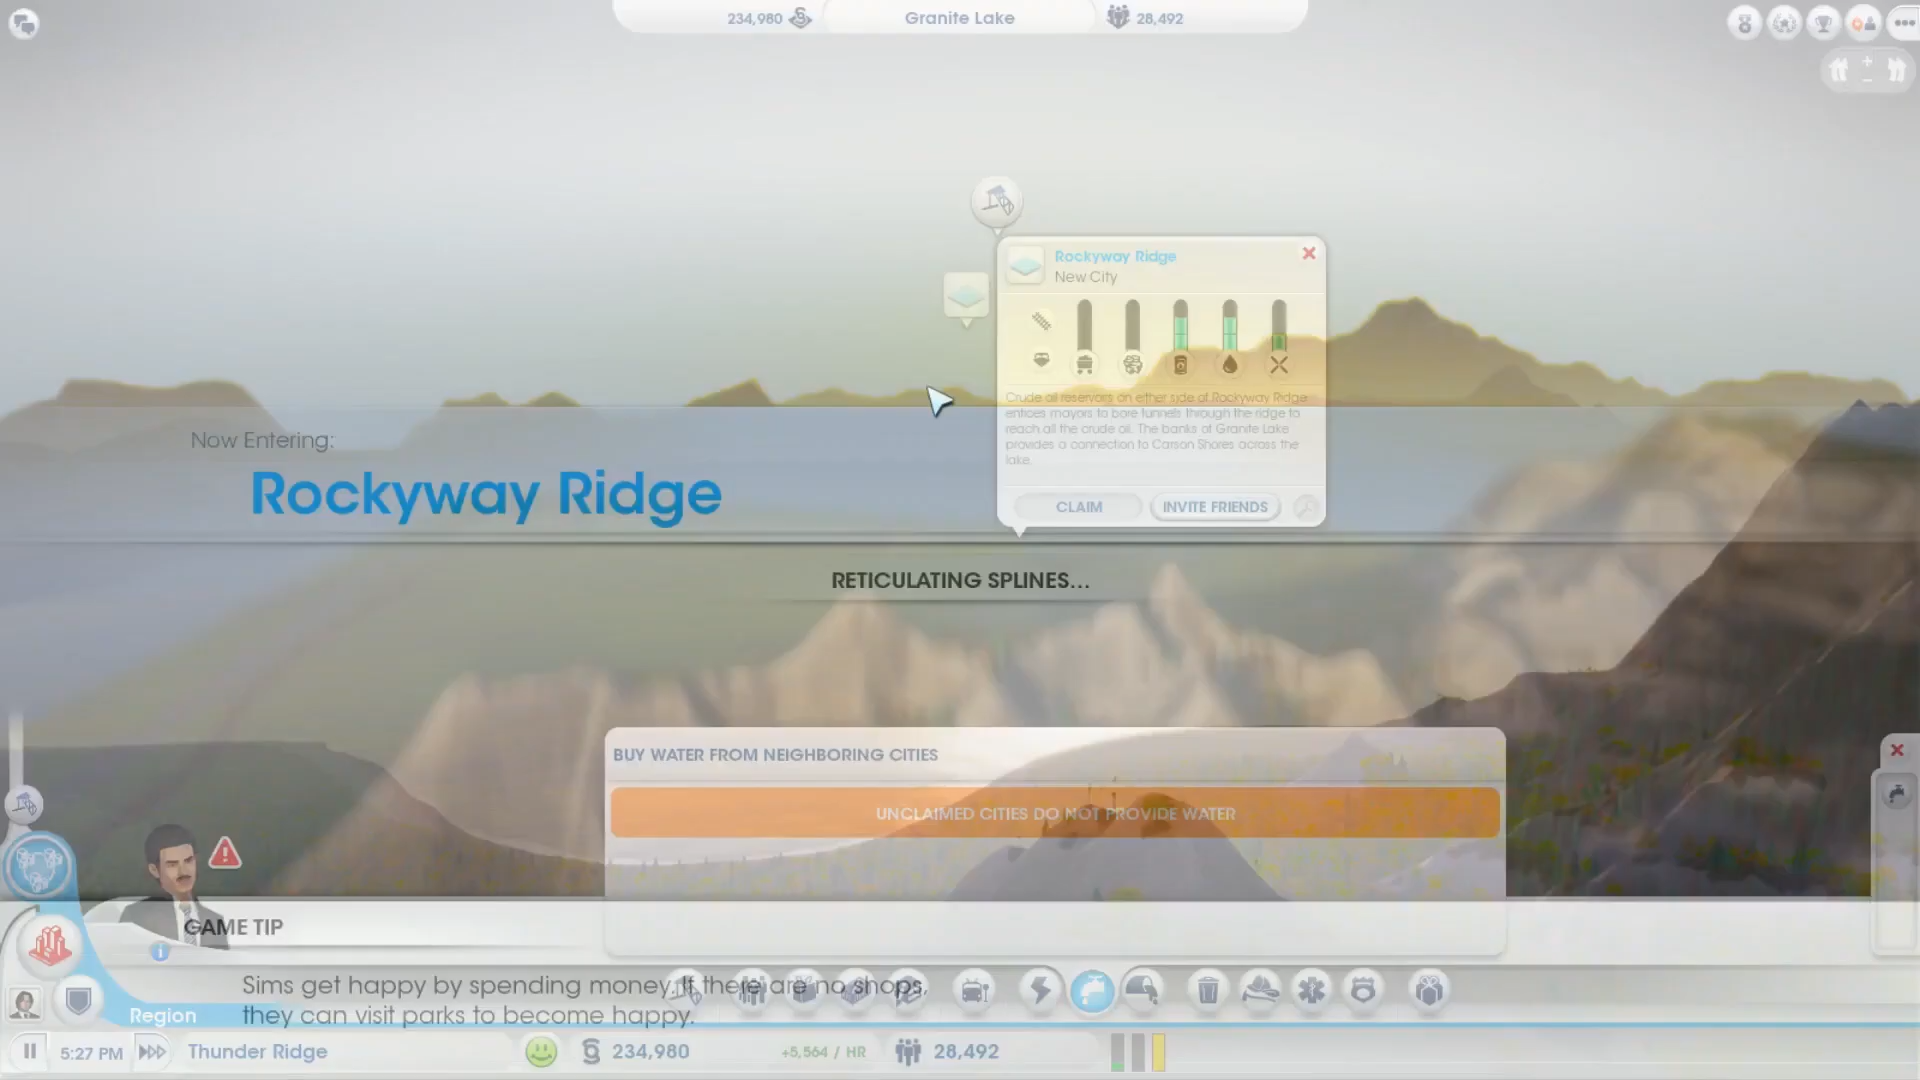 234,980
Granite Lake
28,492
Rockyway Ridge
New City
Crude oil reservoirs on either side of Rockyway Ridge
entices mayors to bore tunnels through the ridge to
reach all the crude oil. The banks of Granite Lake
provides a connection to Carson Shores across the
lake.
CLAIM
INVITE FRIENDS
Now Entering:
Rockyway Ridge
RETICULATING SPLINES...
BUY WATER FROM NEIGHBORING CITIES
UNCLAIMED CITIES DO NOT PROVIDE WATER
GAME TIP
Sims get happy by spending money. If there are no shops,
they can visit parks to become happy.
Region
5:27 PM
Thunder Ridge
234,980
+5,564 / HR
28,492